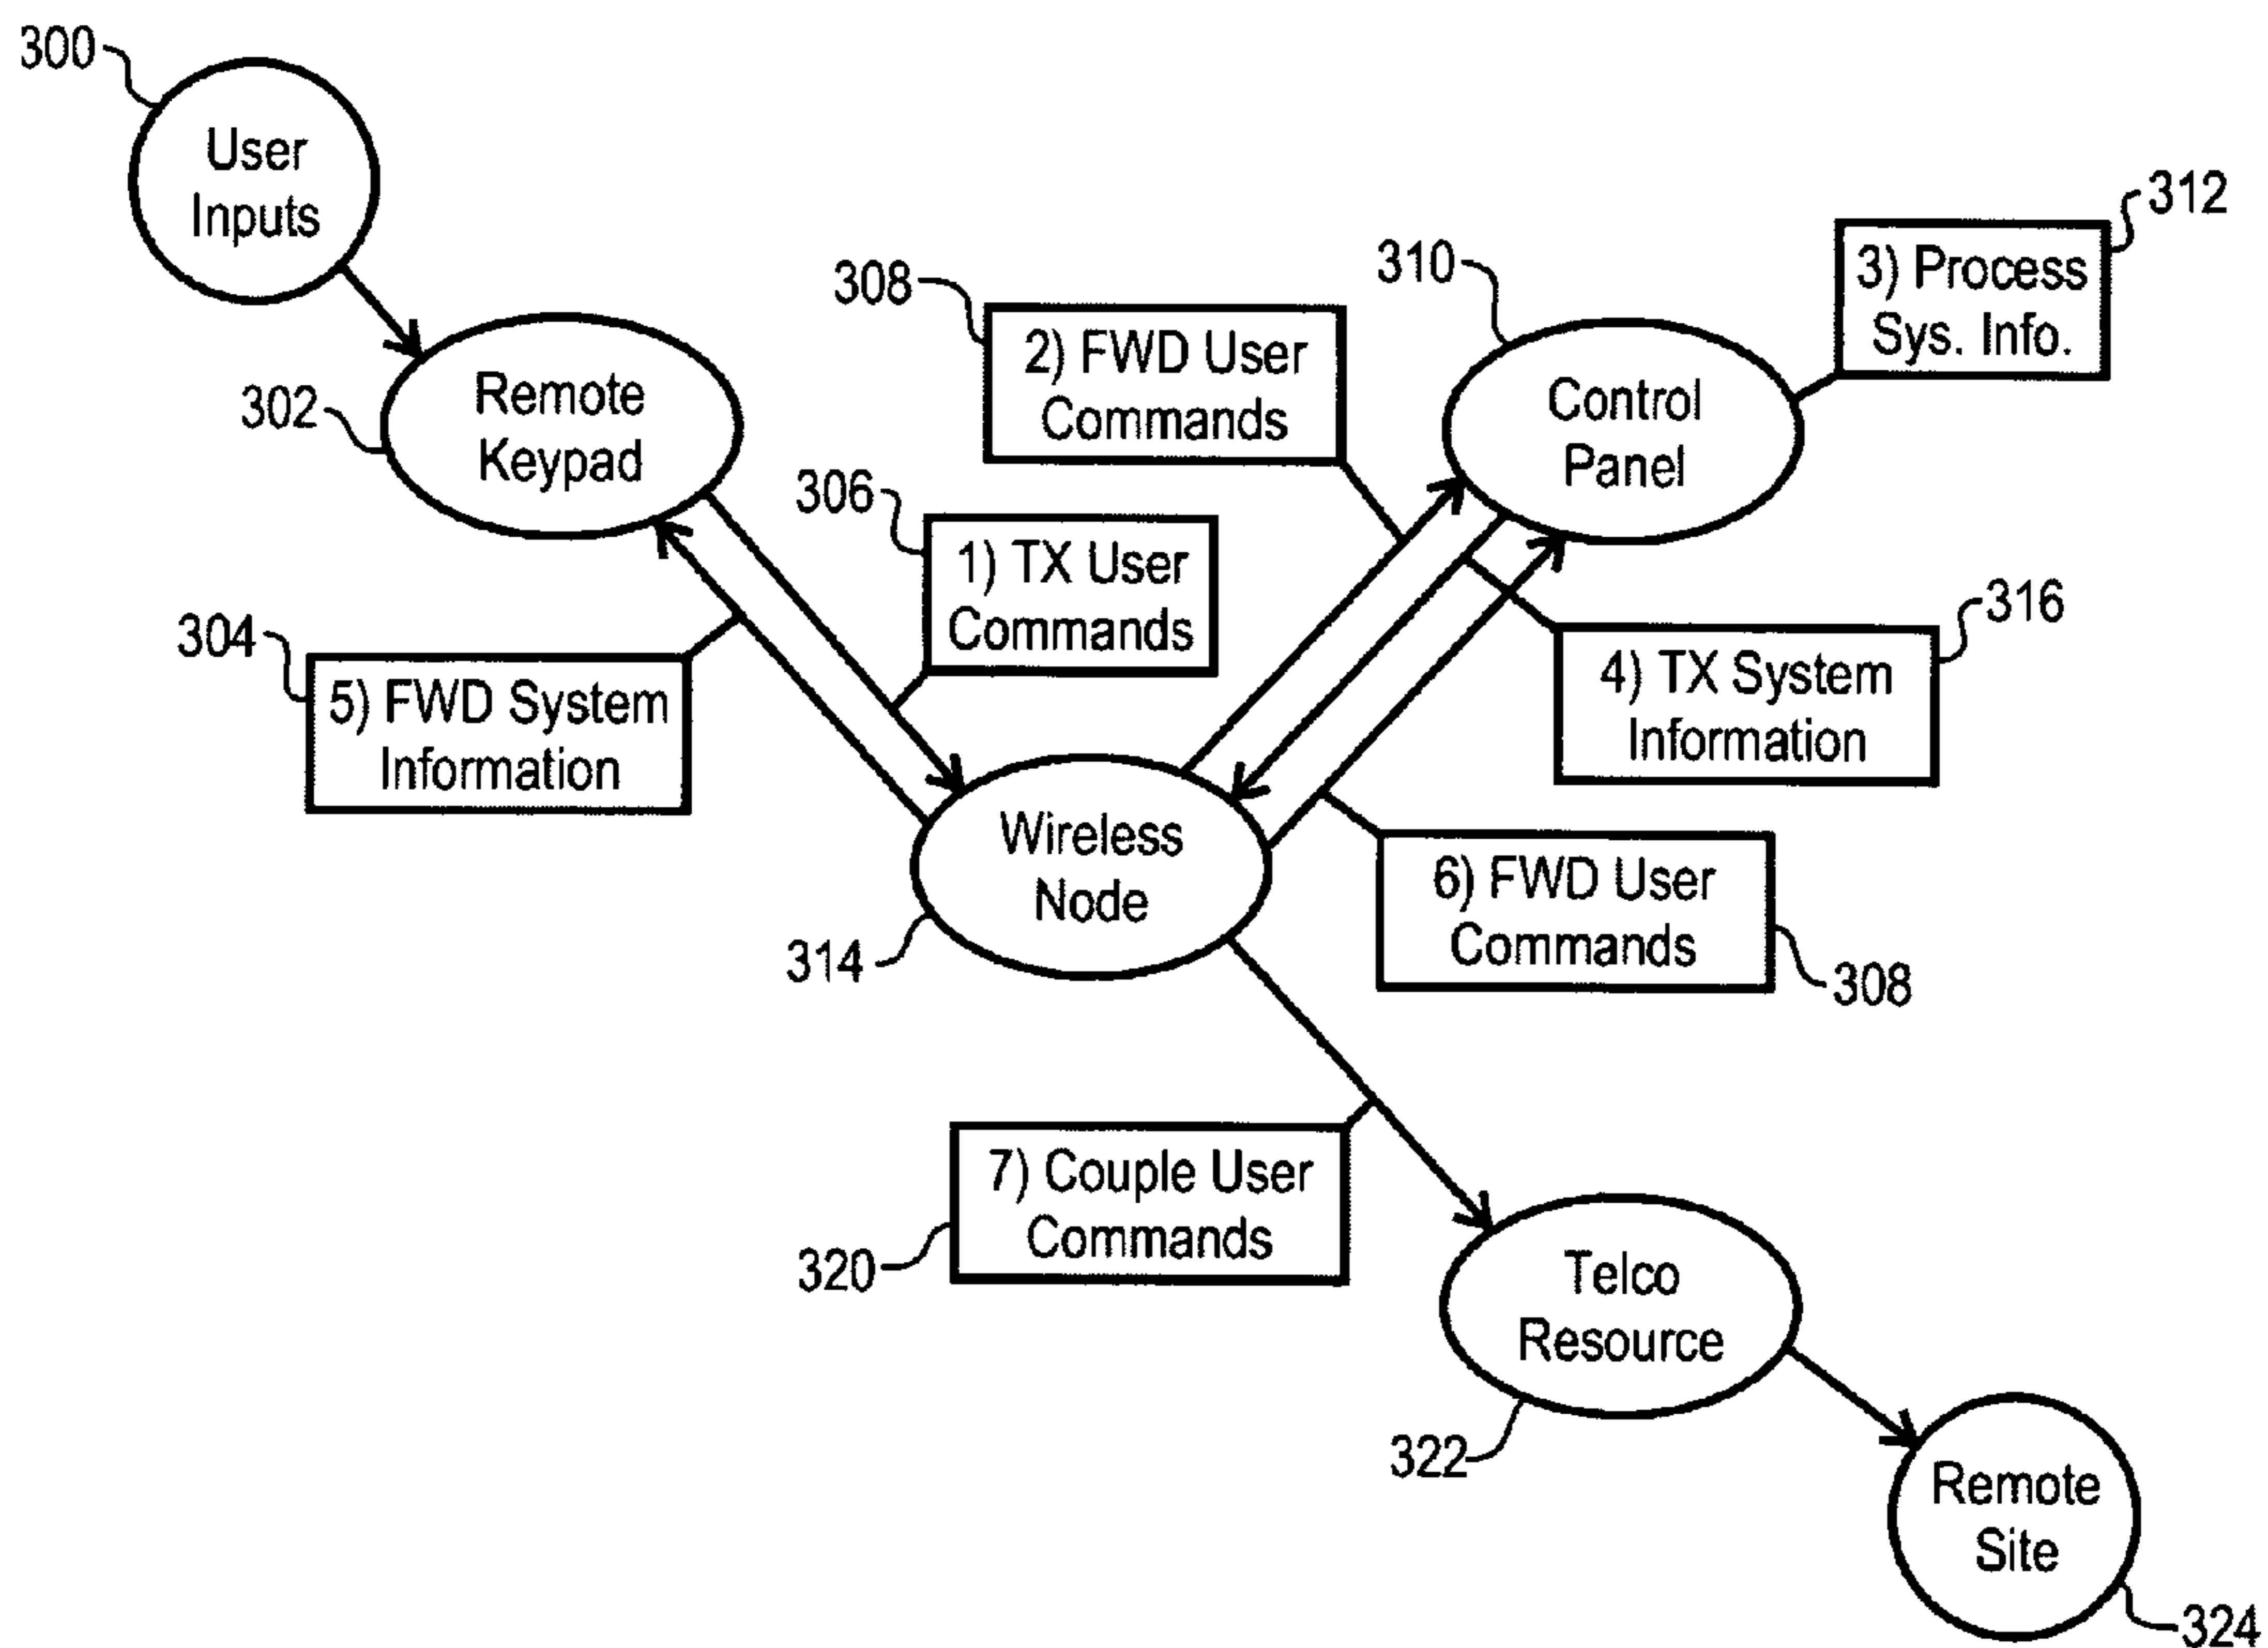 300
User
Inputs
302
Remote
Keypad
304
5) FWD System
Information
306
1) TX User
Commands
308
2) FWD User
Commands
310
Control
Panel
312
3) Process
Sys. Info.
316
4) TX System
Information
314
Wireless
Node
6) FWD User
Commands
308
320
7) Couple User
Commands
322
Telco
Resource
Remote
Site
324